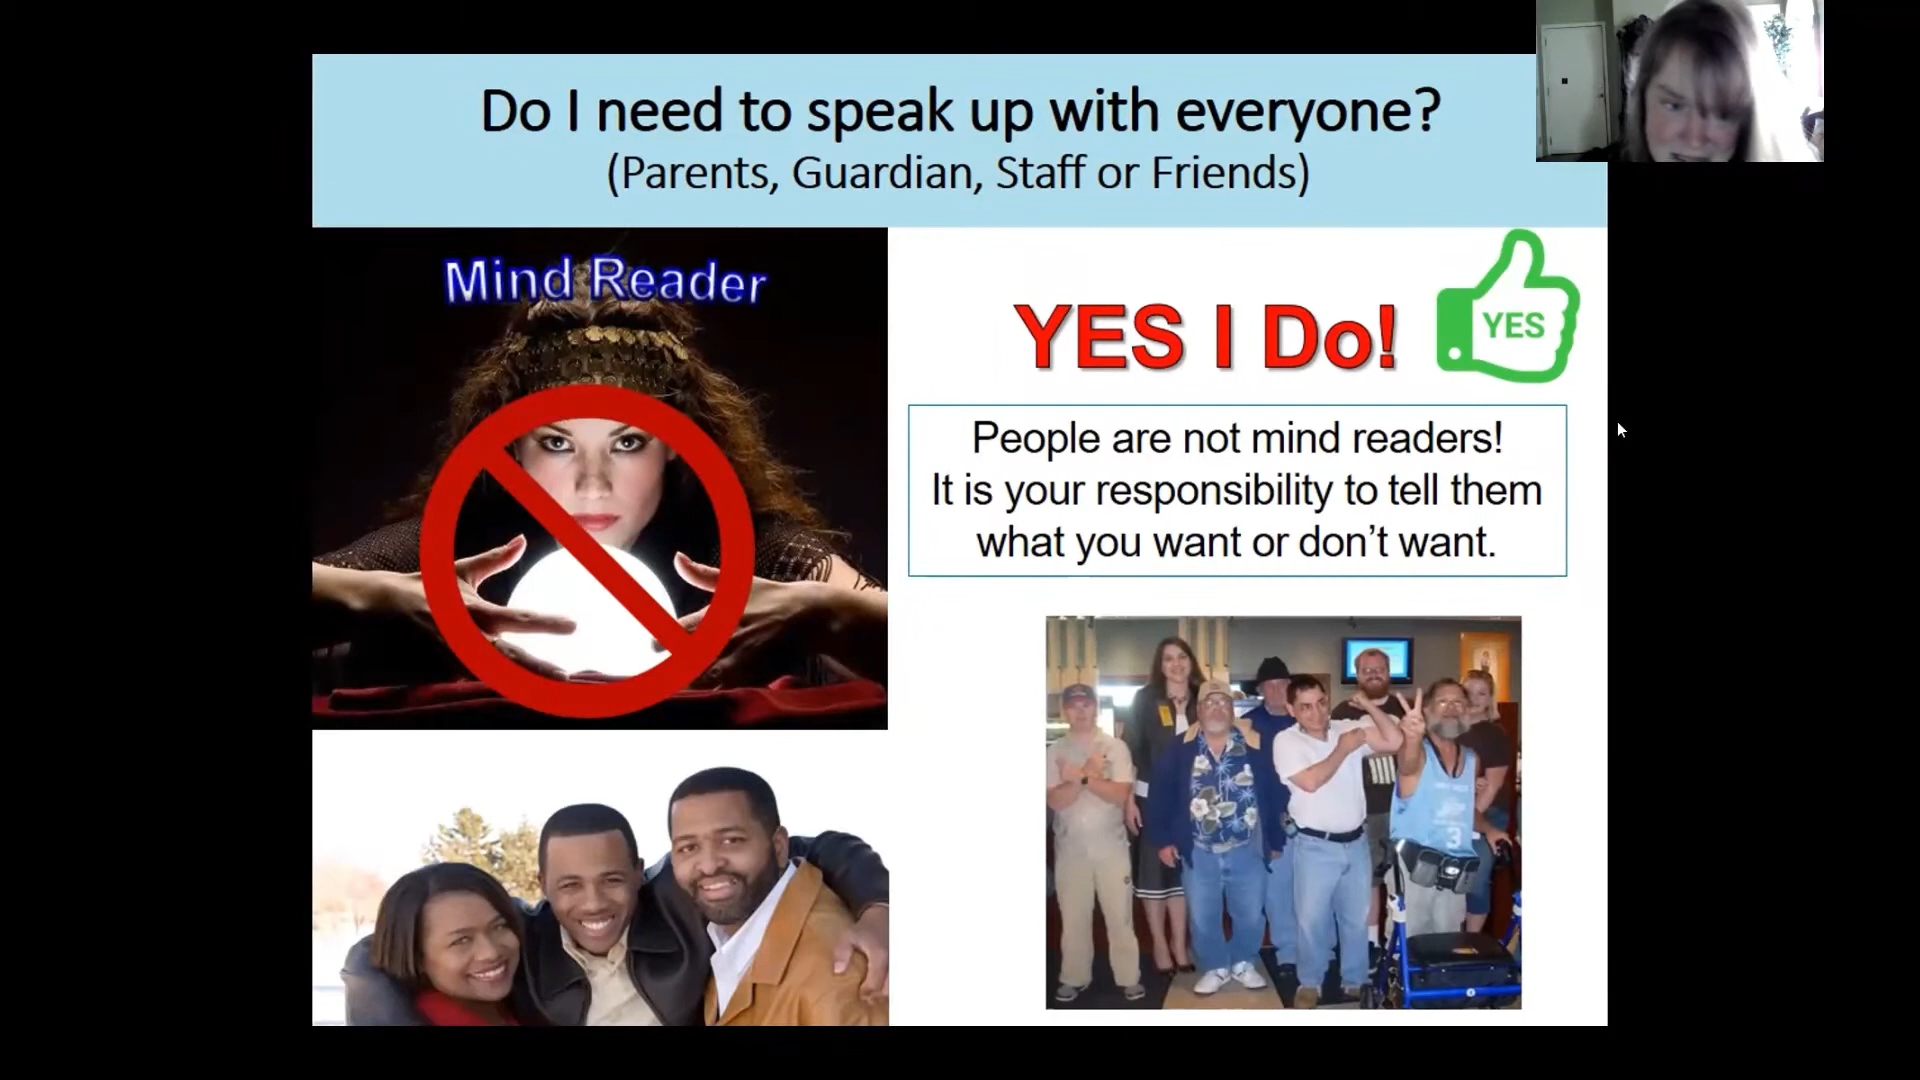 Do I need to speak up with everyone?
(Parents, Guardian, Staff or Friends)
Mind Reader
YES I Do!
YES
People are not mind readers!
It is your responsibility to tell them
what you want or don’t want.
3